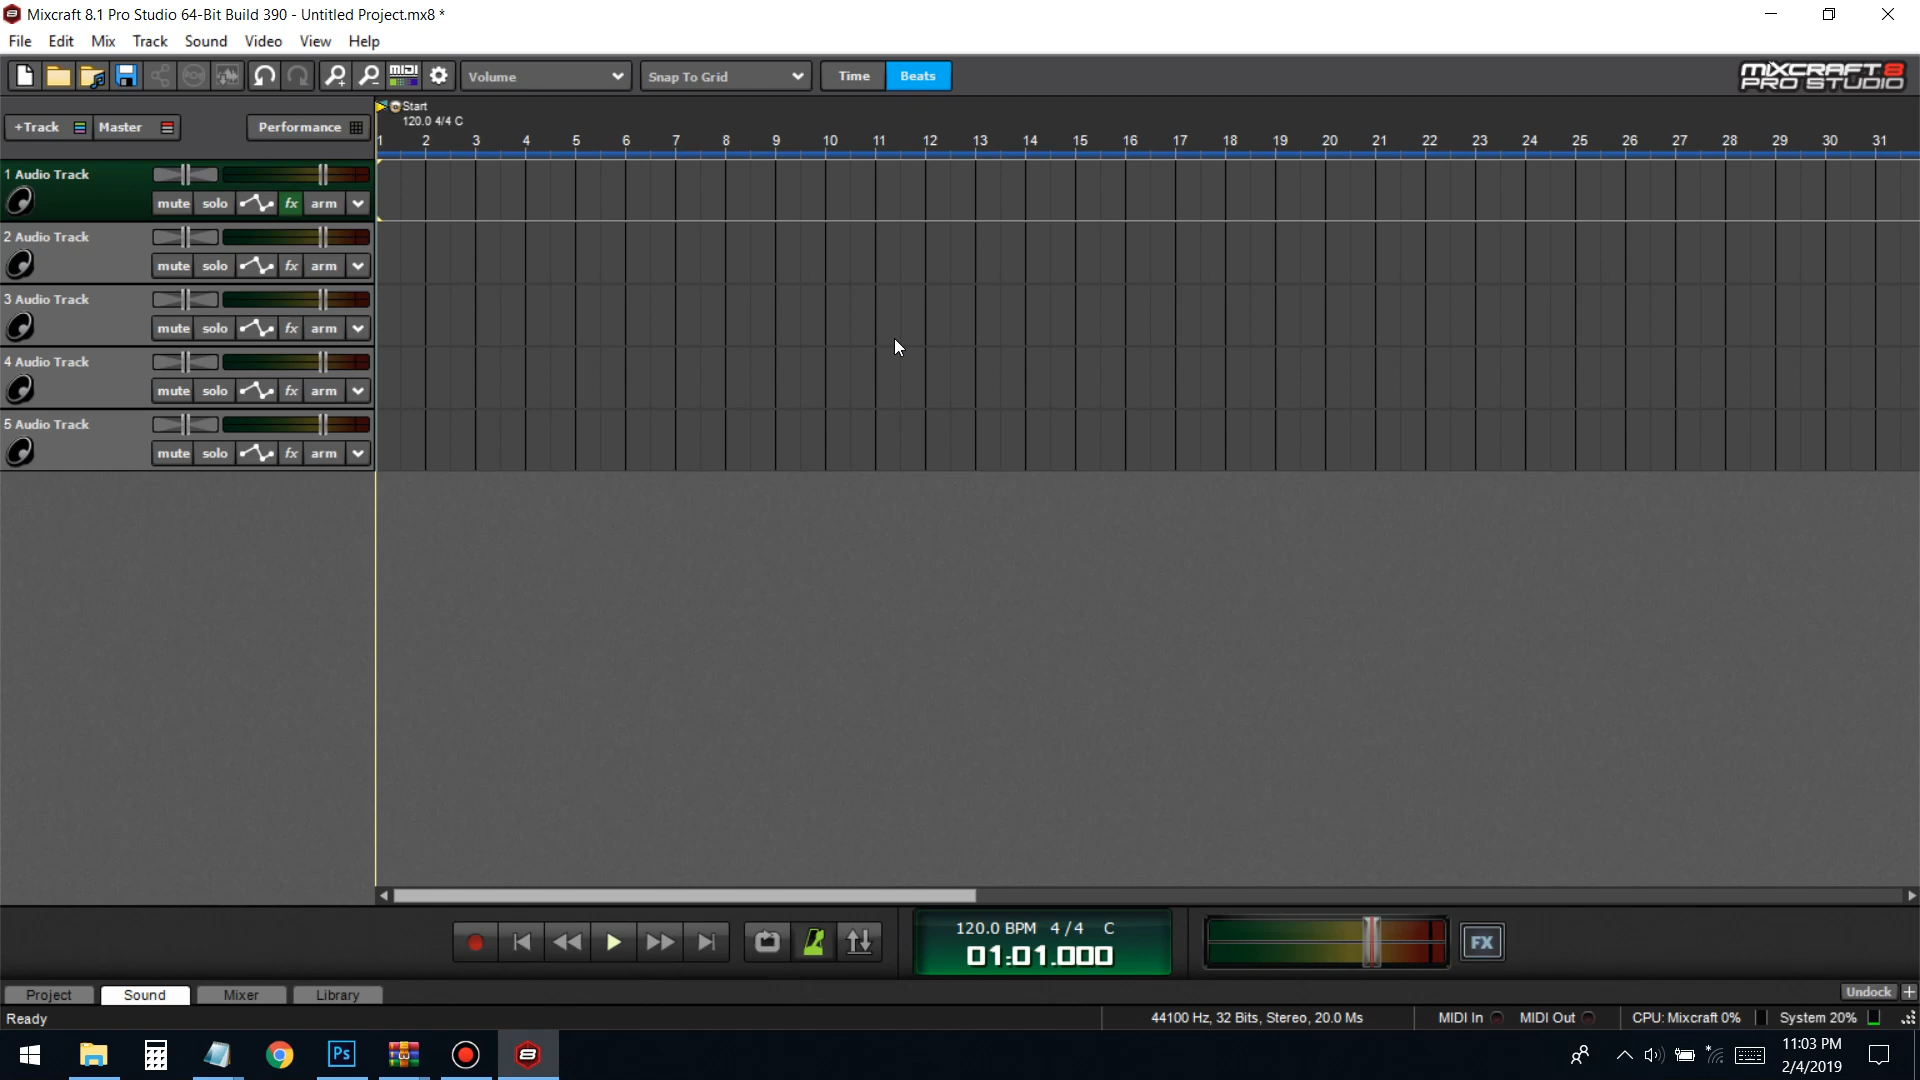 Mixcraft 8.1 Pro Studio 64-Bit Build 390 - Untitled Project.mx8 *
File Edit Mix Track Sound Video View Help
MIDI Volume Snap To Grid Time Beats MIXCRAFT 8
PRO STUDIO
Start
120.0 4/4 C
+Track Master Performance
1 2 3 4 5 6 7 8 9 10 11 12 13 14 15 16 17 18 19 20 21 22 23 24 25 26 27 28 29 30 31
1 Audio Track
mute solo fx arm
2 Audio Track
mute solo fx arm
3 Audio Track
mute solo fx arm
4 Audio Track
mute solo fx arm
5 Audio Track
mute solo fx arm
120.0 BPM 4/4 C
01:01.000
FX
Project Sound Mixer Library Undock +
Ready 44100 Hz, 32 Bits, Stereo, 20.0 Ms MIDI In MIDI Out CPU: Mixcraft 0% System 20%
Ps 8 11:03 PM
2/4/2019